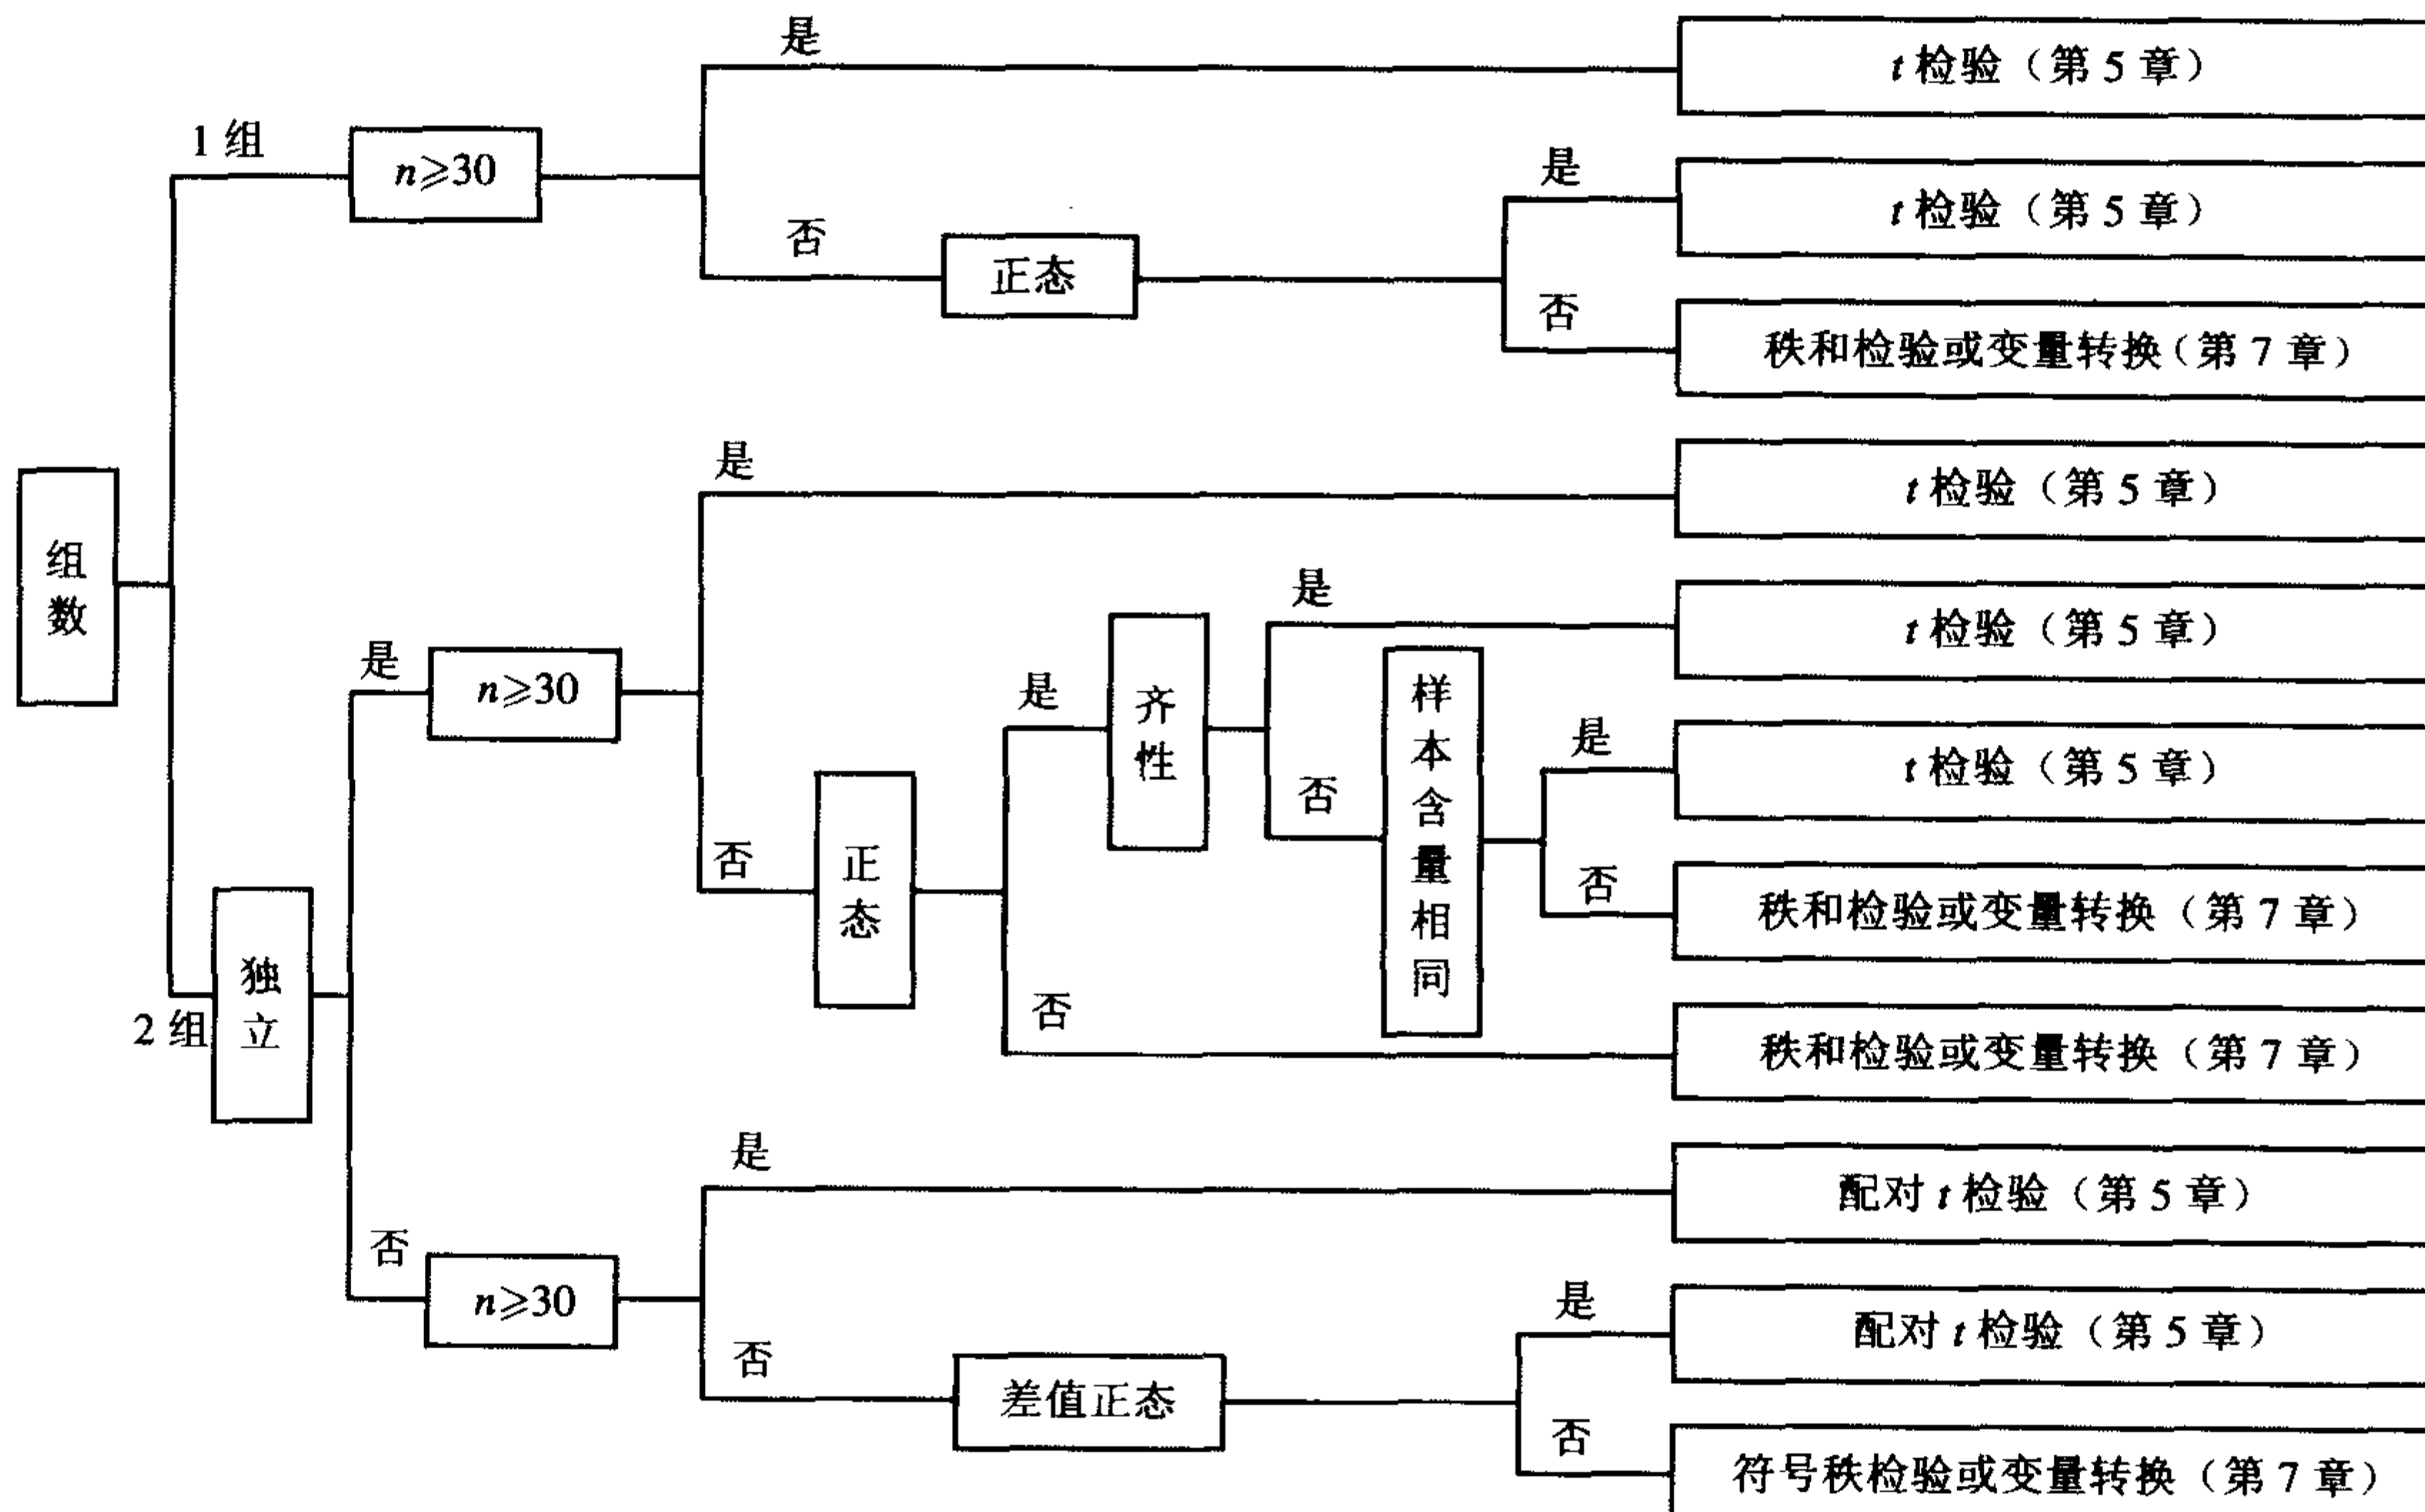 是
t 检验（第 5 章）
1 组
n⩾30
是
t 检验（第 5 章）
否
正态
否
秩和检验或变量转换（第 7 章）
是
t 检验（第 5 章）
组数
是
t 检验（第 5 章）
是
n⩾30
是
齐性
样本含量相同
是
t 检验（第 5 章）
否
否
正态
否
秩和检验或变量转换（第 7 章）
2 组
独立
否
秩和检验或变量转换（第 7 章）
是
配对 t 检验（第 5 章）
否
n⩾30
是
配对 t 检验（第 5 章）
否
差值正态
否
符号秩检验或变量转换（第 7 章）